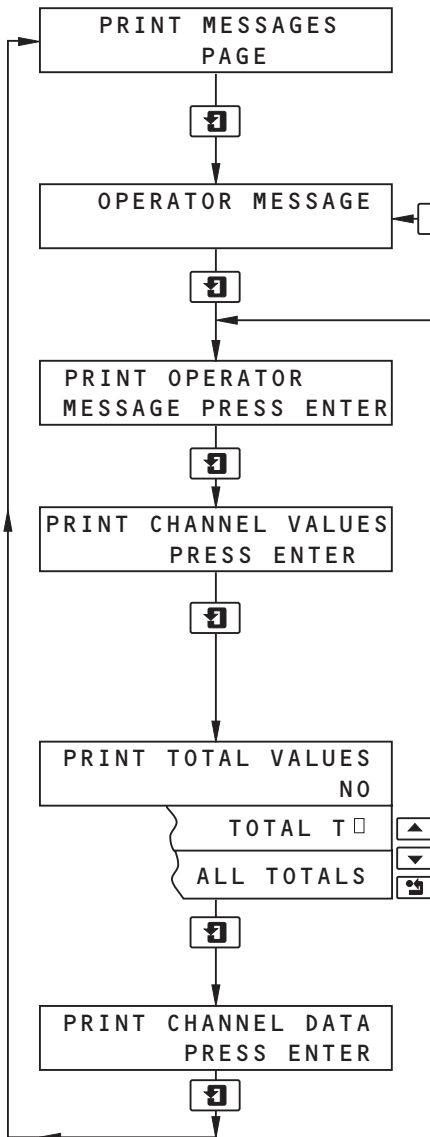 PRINT MESSAGES
PAGE
OPERATOR MESSAGE
PRINT OPERATOR
MESSAGE PRESS ENTER
PRINT CHANNEL VALUES
PRESS ENTER
PRINT TOTAL VALUES
NO
TOTAL T□
ALL TOTALS
PRINT CHANNEL DATA
PRESS ENTER